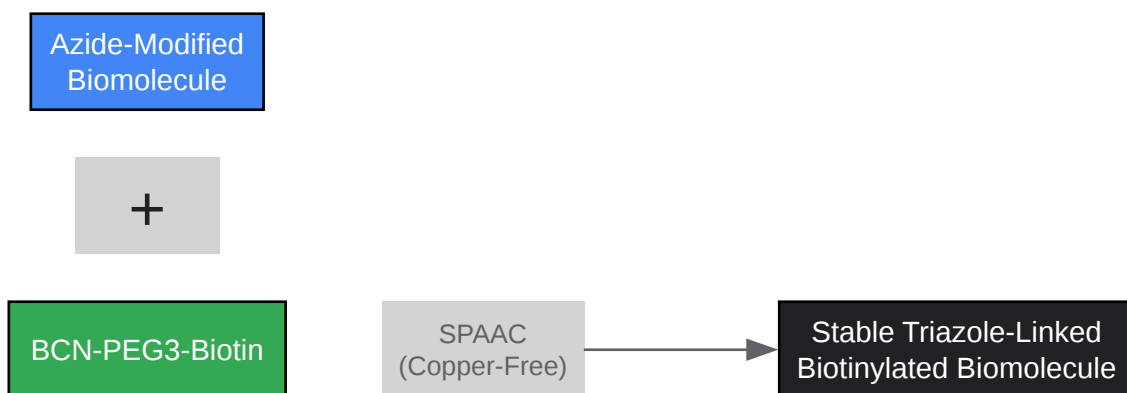 Azide-Modified
Biomolecule
+
BCN-PEG3-Biotin
SPAAC
(Copper-Free)
Stable Triazole-Linked
Biotinylated Biomolecule